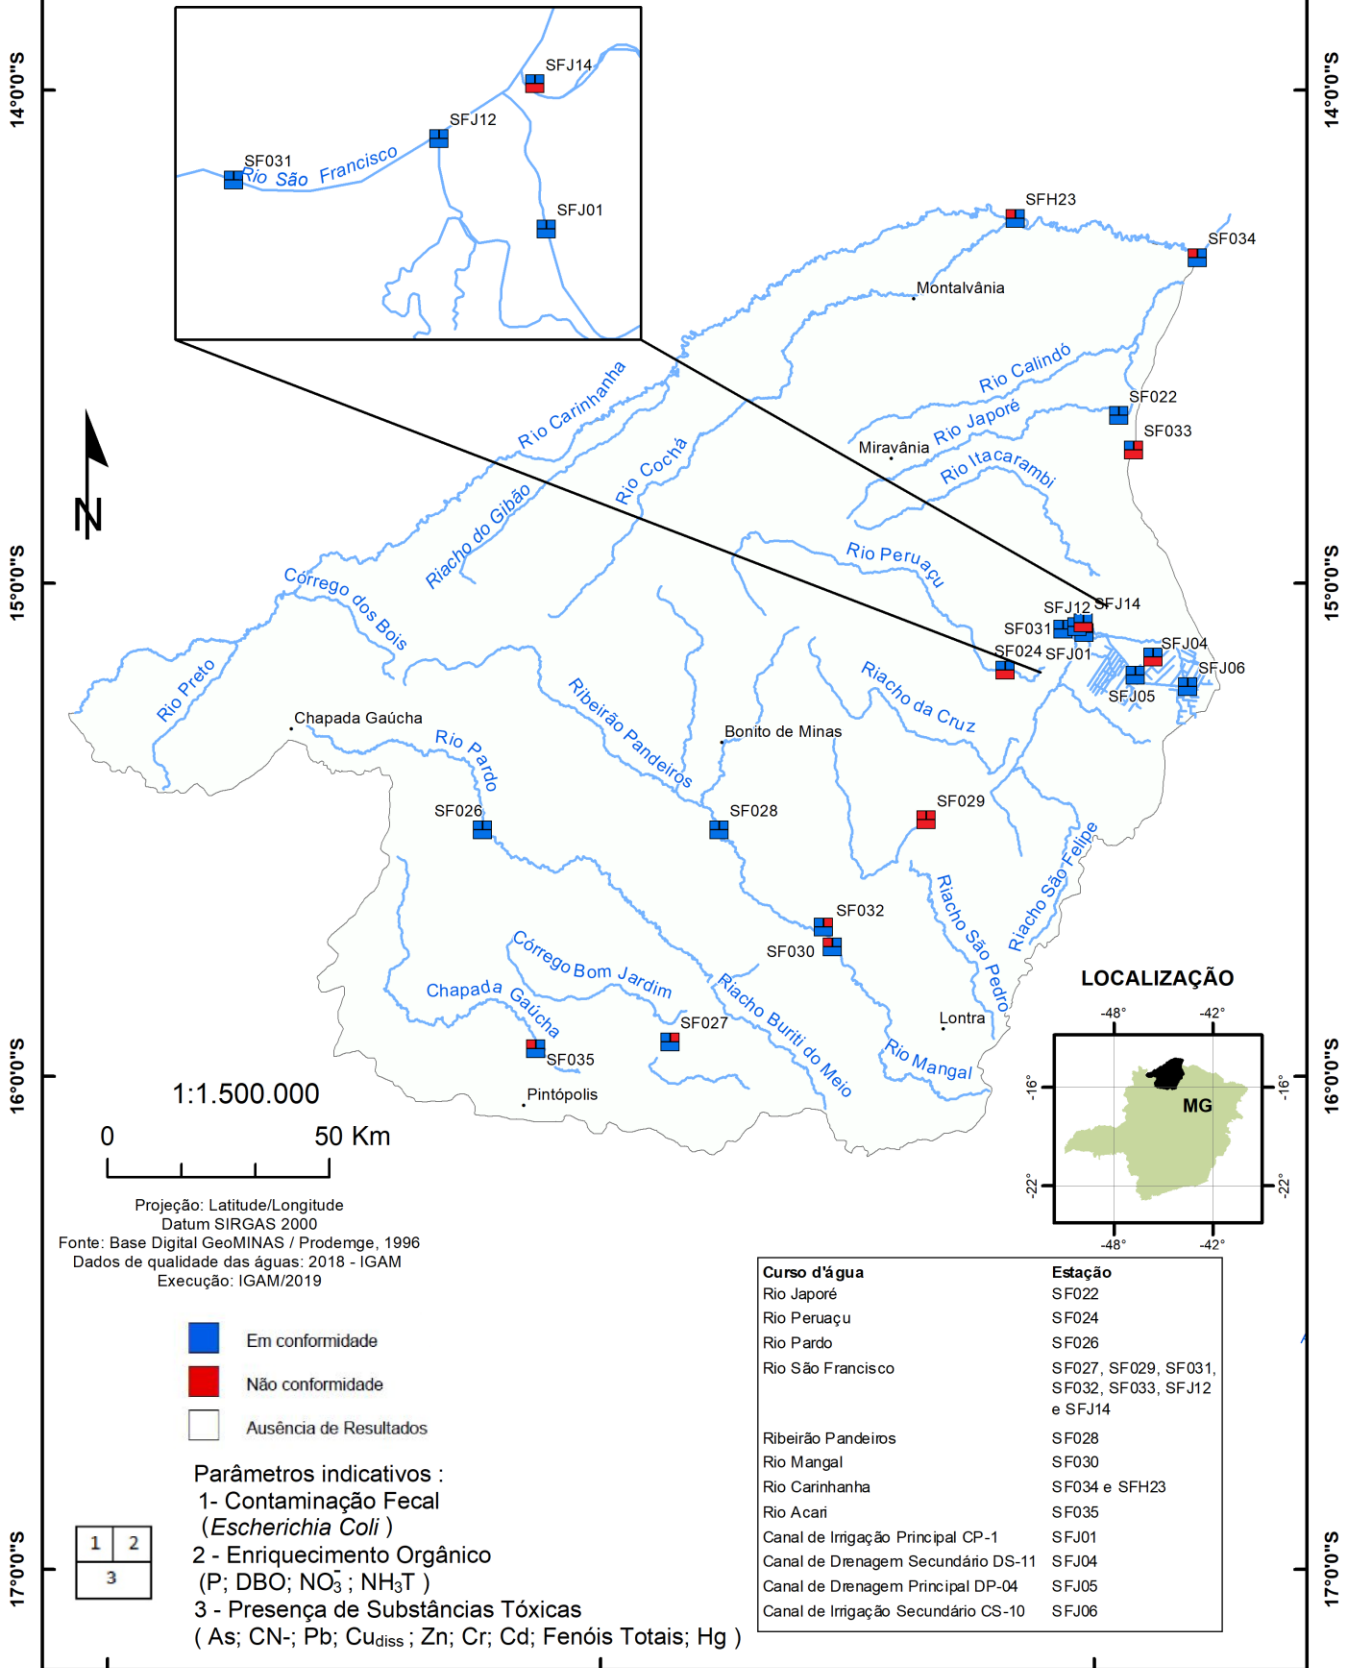 14°0'0"S
14°0'0"S
SFJ14
SFJ12
SF031
Rio São Francisco
SFJ01
SFH23
SF034
Montalvânia
Rio Calindó
SF022
Rio Japoré
SF033
Rio Carinhanha
Miravânia
Rio Itacarambi
Rio Cochá
Riacho do Gibão
N
Rio Peruaçu
15°0'0"S
15°0'0"S
Córrego dos Bois
SFJ12
SFJ14
SF031
SFJ01
SF024
SFJ04
SFJ06
SFJ05
Rio Preto
Riacho da Cruz
Ribeirão Pandeiros
Chapada Gaúcha
Bonito de Minas
Rio Pardo
SF026
SF028
SF029
Riacho São Felipe
Riacho São Pedro
SF032
SF030
Córrego Bom Jardim
Chapada Gaúcha
Riacho Buriti do Meio
SF027
SF035
Lontra
Rio Mangal
Pintópolis
16°0'0"S
16°0'0"S
LOCALIZAÇÃO
-48°
-42°
-16°
-16°
MG
-22°
-22°
-48°
-42°
1:1.500.000
0 50 Km
Projeção: Latitude/Longitude
Datum SIRGAS 2000
Fonte: Base Digital GeoMINAS / Prodemge, 1996
Dados de qualidade das águas: 2018 - IGAM
Execução: IGAM/2019
Em conformidade
Não conformidade
Ausência de Resultados
Parâmetros indicativos :
1- Contaminação Fecal
(Escherichia Coli )
2 - Enriquecimento Orgânico
(P; DBO; NO₃⁻ ; NH₃T )
3 - Presença de Substâncias Tóxicas
( As; CN-; Pb; Cudiss ; Zn; Cr; Cd; Fenóis Totais; Hg )
1 2
3
Curso d'água Estação
Rio Japoré SF022
Rio Peruaçu SF024
Rio Pardo SF026
Rio São Francisco SF027, SF029, SF031,
SF032, SF033, SFJ12
e SFJ14
Ribeirão Pandeiros SF028
Rio Mangal SF030
Rio Carinhanha SF034 e SFH23
Rio Acari SF035
Canal de Irrigação Principal CP-1 SFJ01
Canal de Drenagem Secundário DS-11 SFJ04
Canal de Drenagem Principal DP-04 SFJ05
Canal de Irrigação Secundário CS-10 SFJ06
17°0'0"S
17°0'0"S